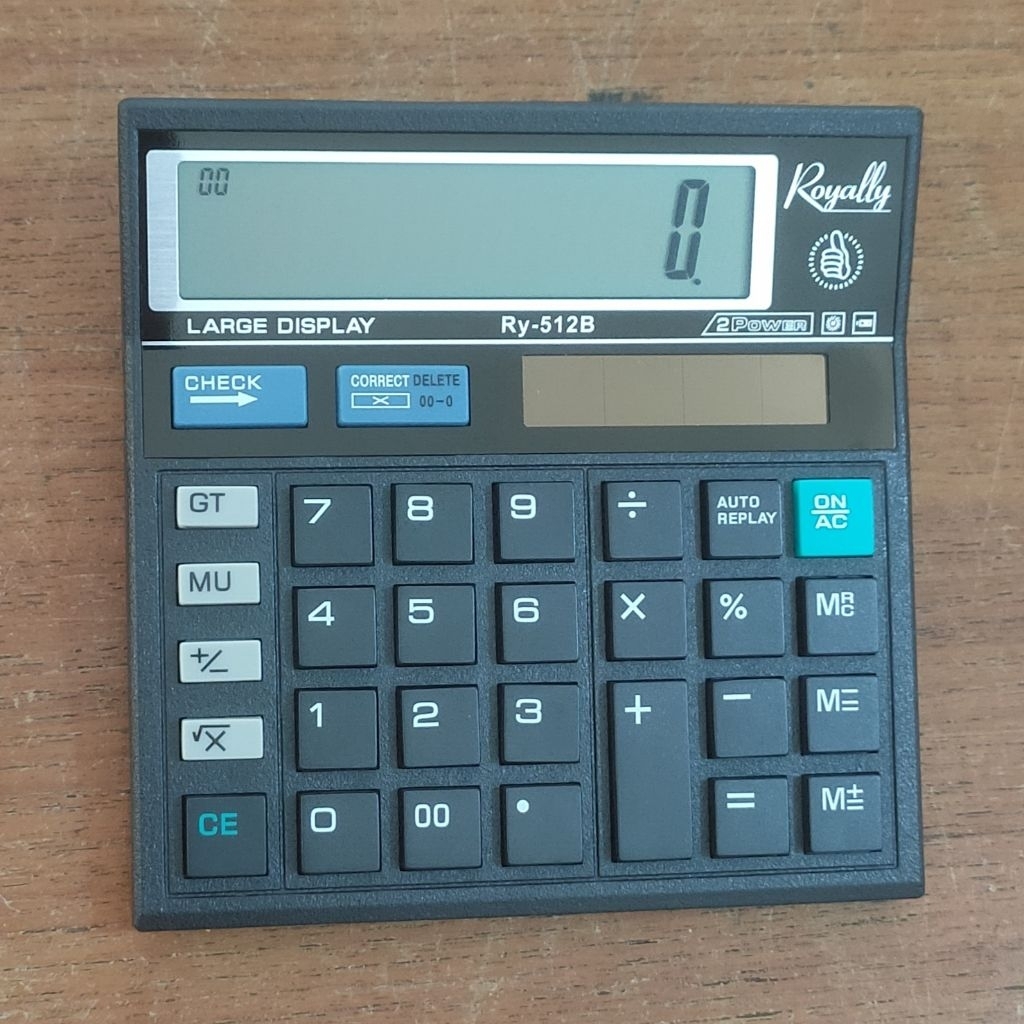 00
0.
Royally
LARGE DISPLAY
Ry-512B
2POWER
CHECK
CORRECT DELETE
00-0
GT
7
8
9
÷
AUTO
REPLAY
ON
AC
MU
4
5
6
×
%
MRC
+/−
1
2
3
+
−
M=
√X
CE
0
00
.
=
M±